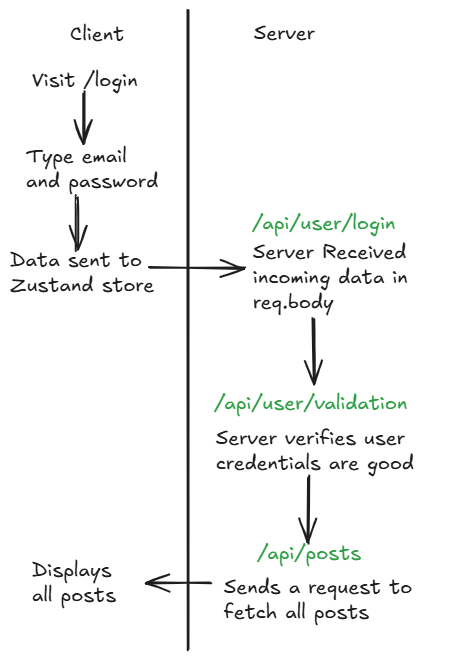 Client
Server
Visit /login
Type email
and password
Data sent to
Zustand store
/api/user/login
Server Received
incoming data in
req.body
/api/user/validation
Server verifies user
credentials are good
/api/posts
Sends a request to
fetch all posts
Displays
all posts